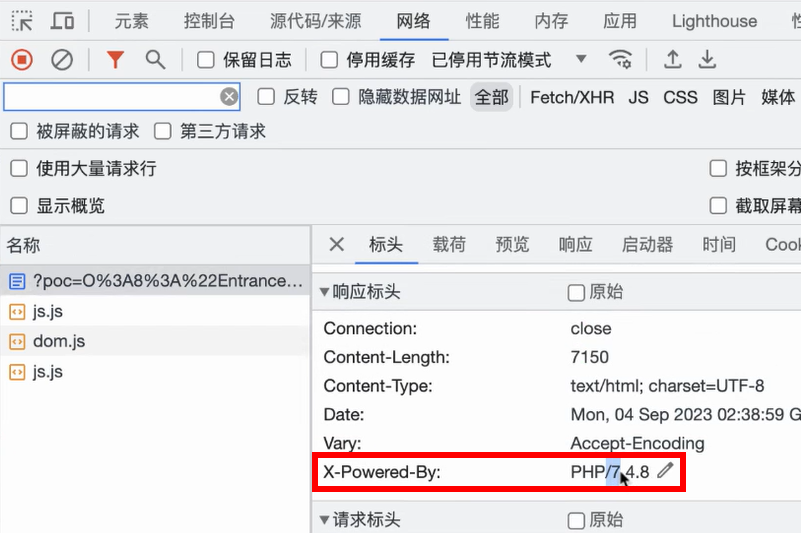 元素 控制台 源代码/来源 网络 性能 内存 应用 Lighthouse
保留日志 停用缓存 已停用节流模式
反转 隐藏数据网址 全部 Fetch/XHR JS CSS 图片 媒体
被屏蔽的请求 第三方请求
使用大量请求行 按框架分
显示概览 截取屏幕
名称 标头 载荷 预览 响应 启动器 时间 Cook
?poc=O%3A8%3A%22Entrance…
js.js
dom.js
js.js
响应标头 原始
Connection: close
Content-Length: 7150
Content-Type: text/html; charset=UTF-8
Date: Mon, 04 Sep 2023 02:38:59 G
Vary: Accept-Encoding
X-Powered-By: PHP/7.4.8
请求标头 原始